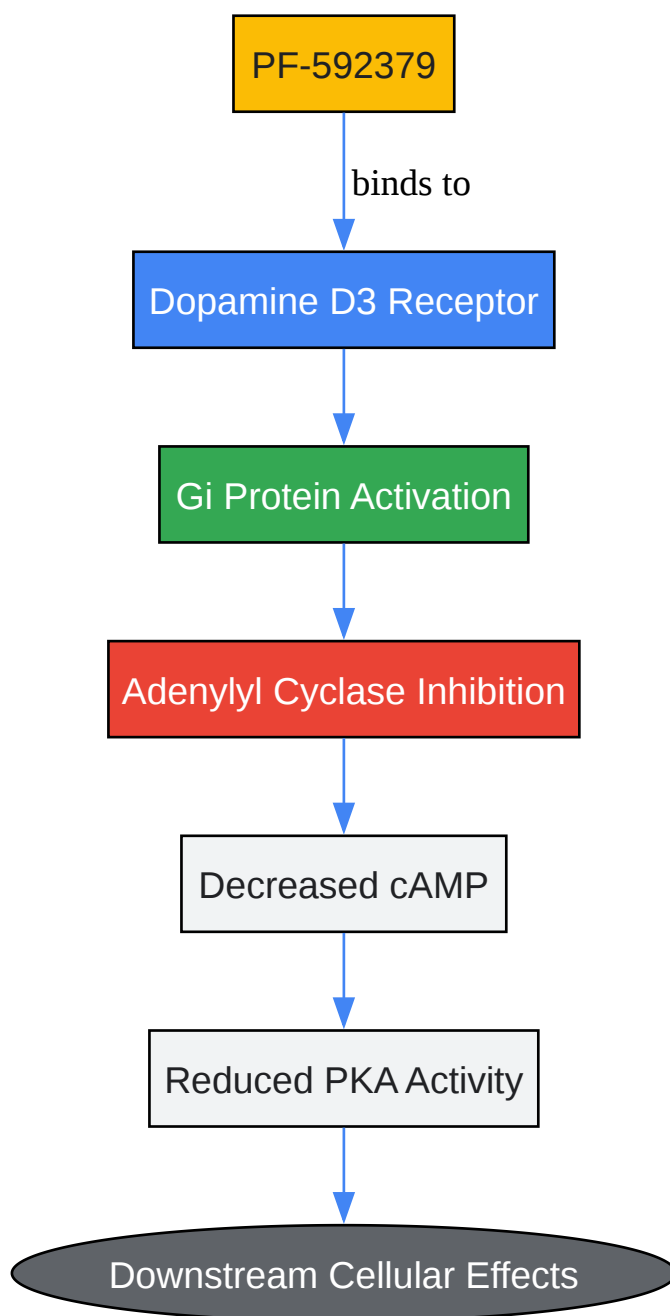 PF-592379
binds to
Dopamine D3 Receptor
Gi Protein Activation
Adenylyl Cyclase Inhibition
Decreased cAMP
Reduced PKA Activity
Downstream Cellular Effects